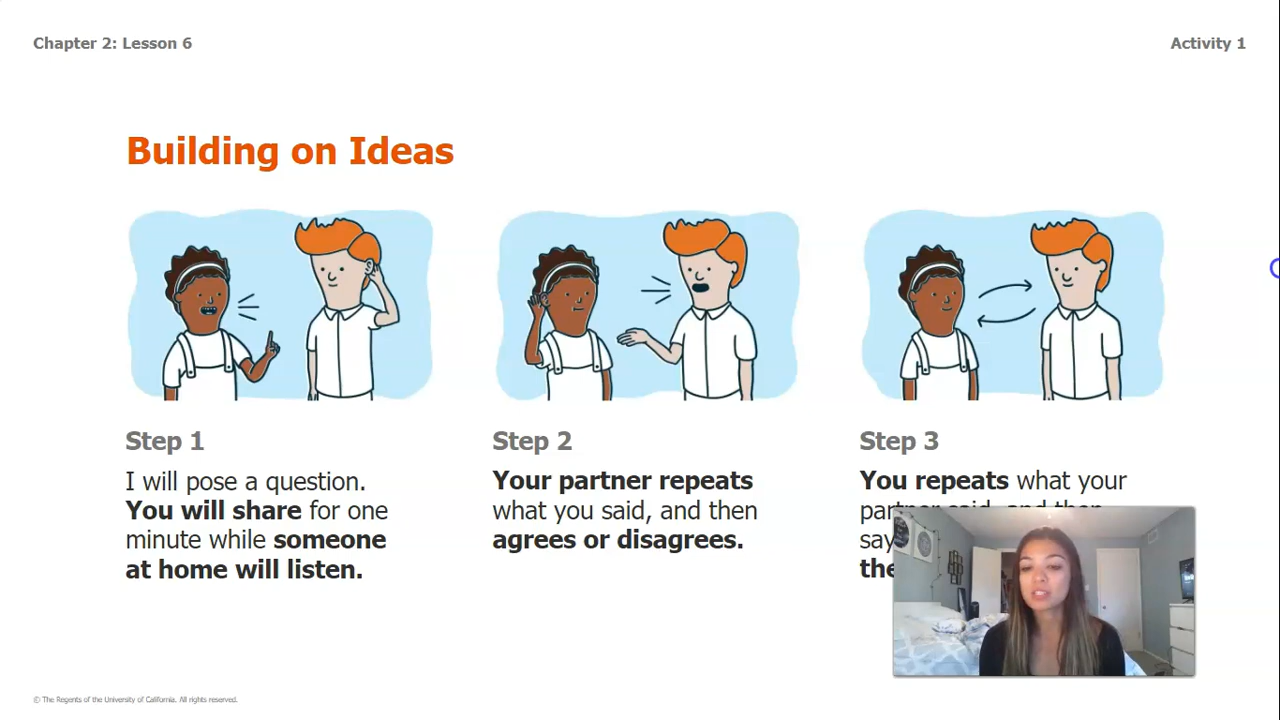 Chapter 2: Lesson 6
Activity 1
Building on Ideas
Step 1
I will pose a question.
You will share for one
minute while someone
at home will listen.
Step 2
Your partner repeats
what you said, and then
agrees or disagrees.
Step 3
You repeats what your
© The Regents of the University of California. All rights reserved.